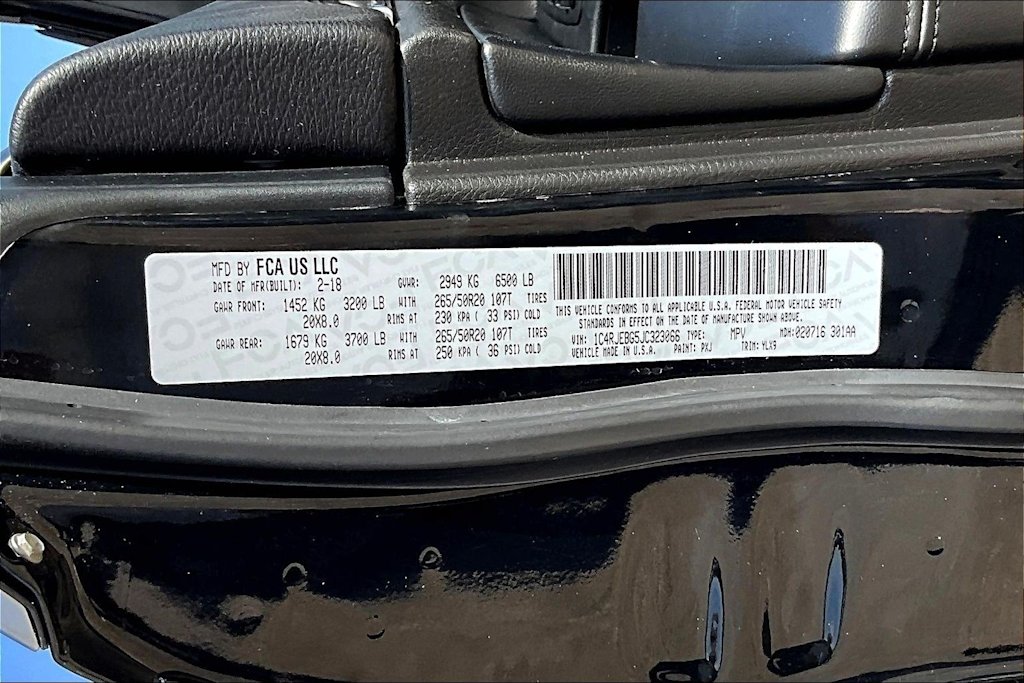 MFD BY FCA US LLC
DATE OF MFR(BUILT): 2-18 GVWR: 2949 KG 6500 LB
GAWR FRONT: 1452 KG 3200 LB WITH 265/50R20 107T TIRES
20X8.0 RIMS AT 230 KPA ( 33 PSI) COLD
GAWR REAR: 1679 KG 3700 LB WITH 265/50R20 107T TIRES
20X8.0 RIMS AT 250 KPA ( 36 PSI) COLD
THIS VEHICLE CONFORMS TO ALL APPLICABLE U.S.A. FEDERAL MOTOR VEHICLE SAFETY
STANDARDS IN EFFECT ON THE DATE OF MANUFACTURE SHOWN ABOVE.
VIN: 1C4RJEBG5JC323066 TYPE: MPV MDH: 020716 301AA
VEHICLE MADE IN U.S.A. PAINT: PXJ TRIM: YLX9